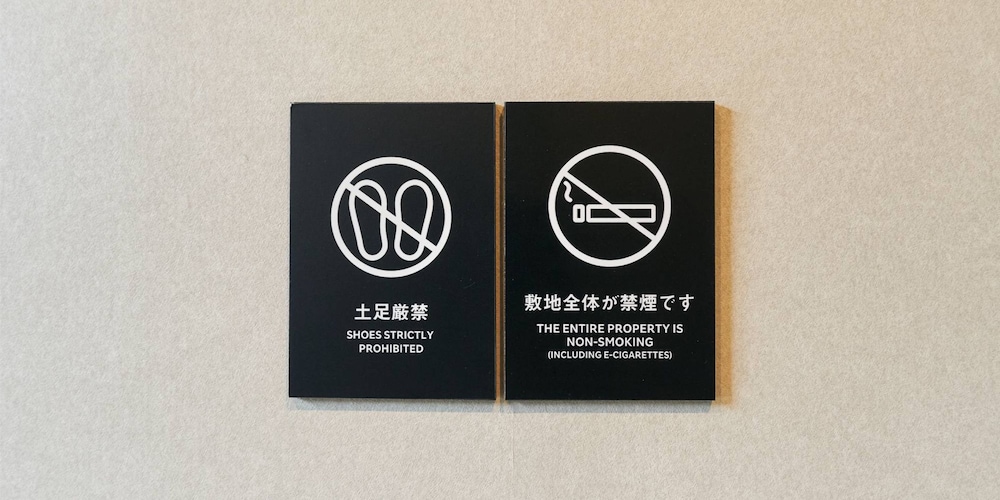 土足厳禁
SHOES STRICTLY
PROHIBITED
敷地全体が禁煙です
THE ENTIRE PROPERTY IS
NON-SMOKING
(INCLUDING E-CIGARETTES)